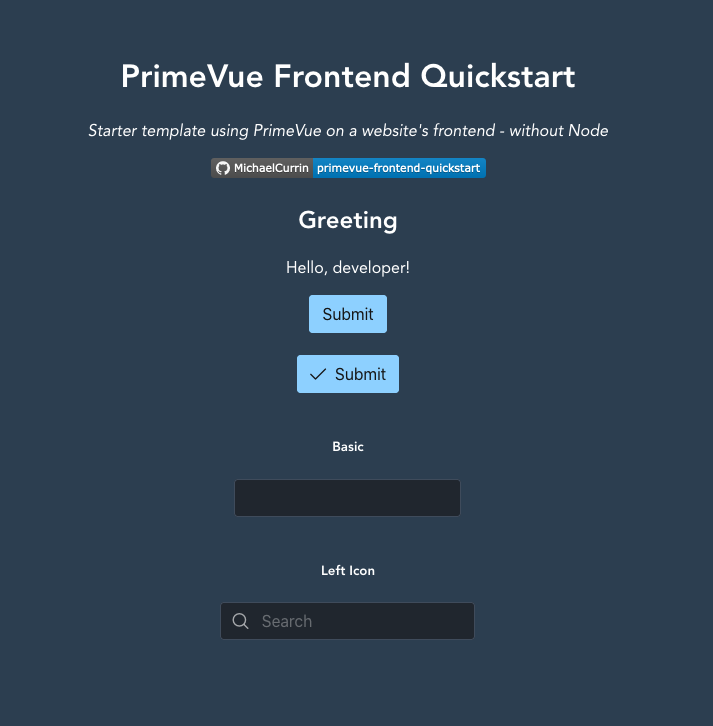 PrimeVue Frontend Quickstart
Starter template using PrimeVue on a website's frontend - without Node
MichaelCurrin primevue-frontend-quickstart
Greeting
Hello, developer!
Submit
Submit
Basic
Left Icon
Search